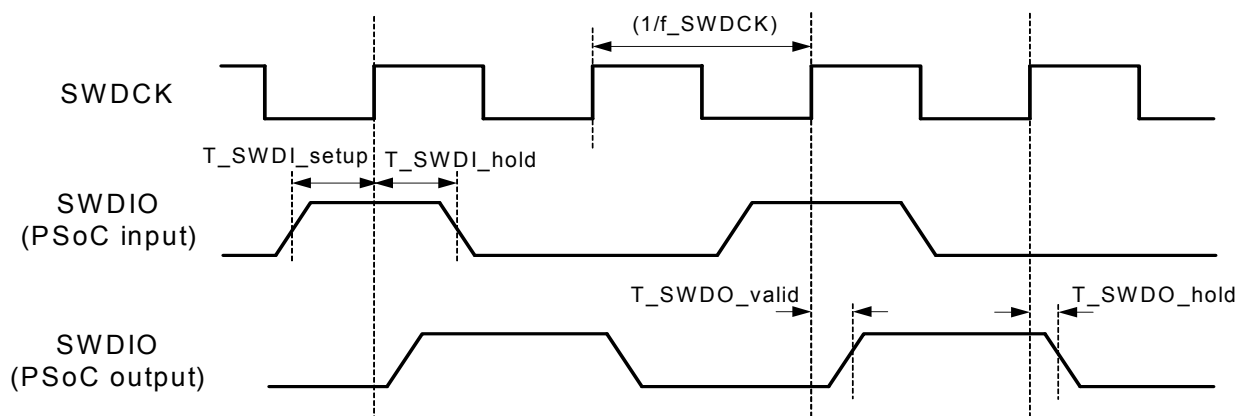 (1/f_SWDCK)
SWDCK
T_SWDI_setup
T_SWDI_hold
SWDIO
(PSoC input)
T_SWDO_valid
T_SWDO_hold
SWDIO
(PSoC output)